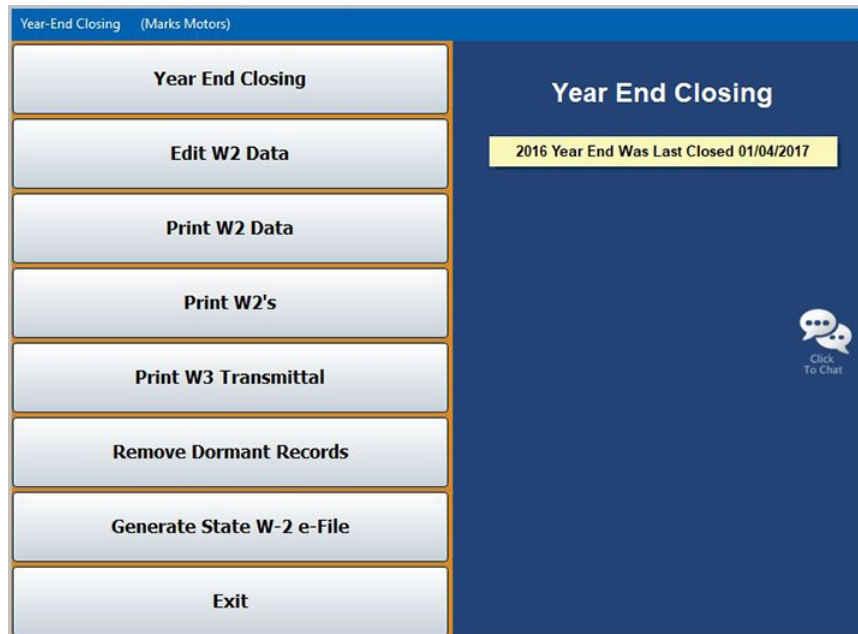 Year-End Closing (Marks Motors)
Year End Closing
Edit W2 Data
Print W2 Data
Print W2's
Print W3 Transmittal
Remove Dormant Records
Generate State W-2 e-File
Exit
Year End Closing
2016 Year End Was Last Closed 01/04/2017
Click
To Chat